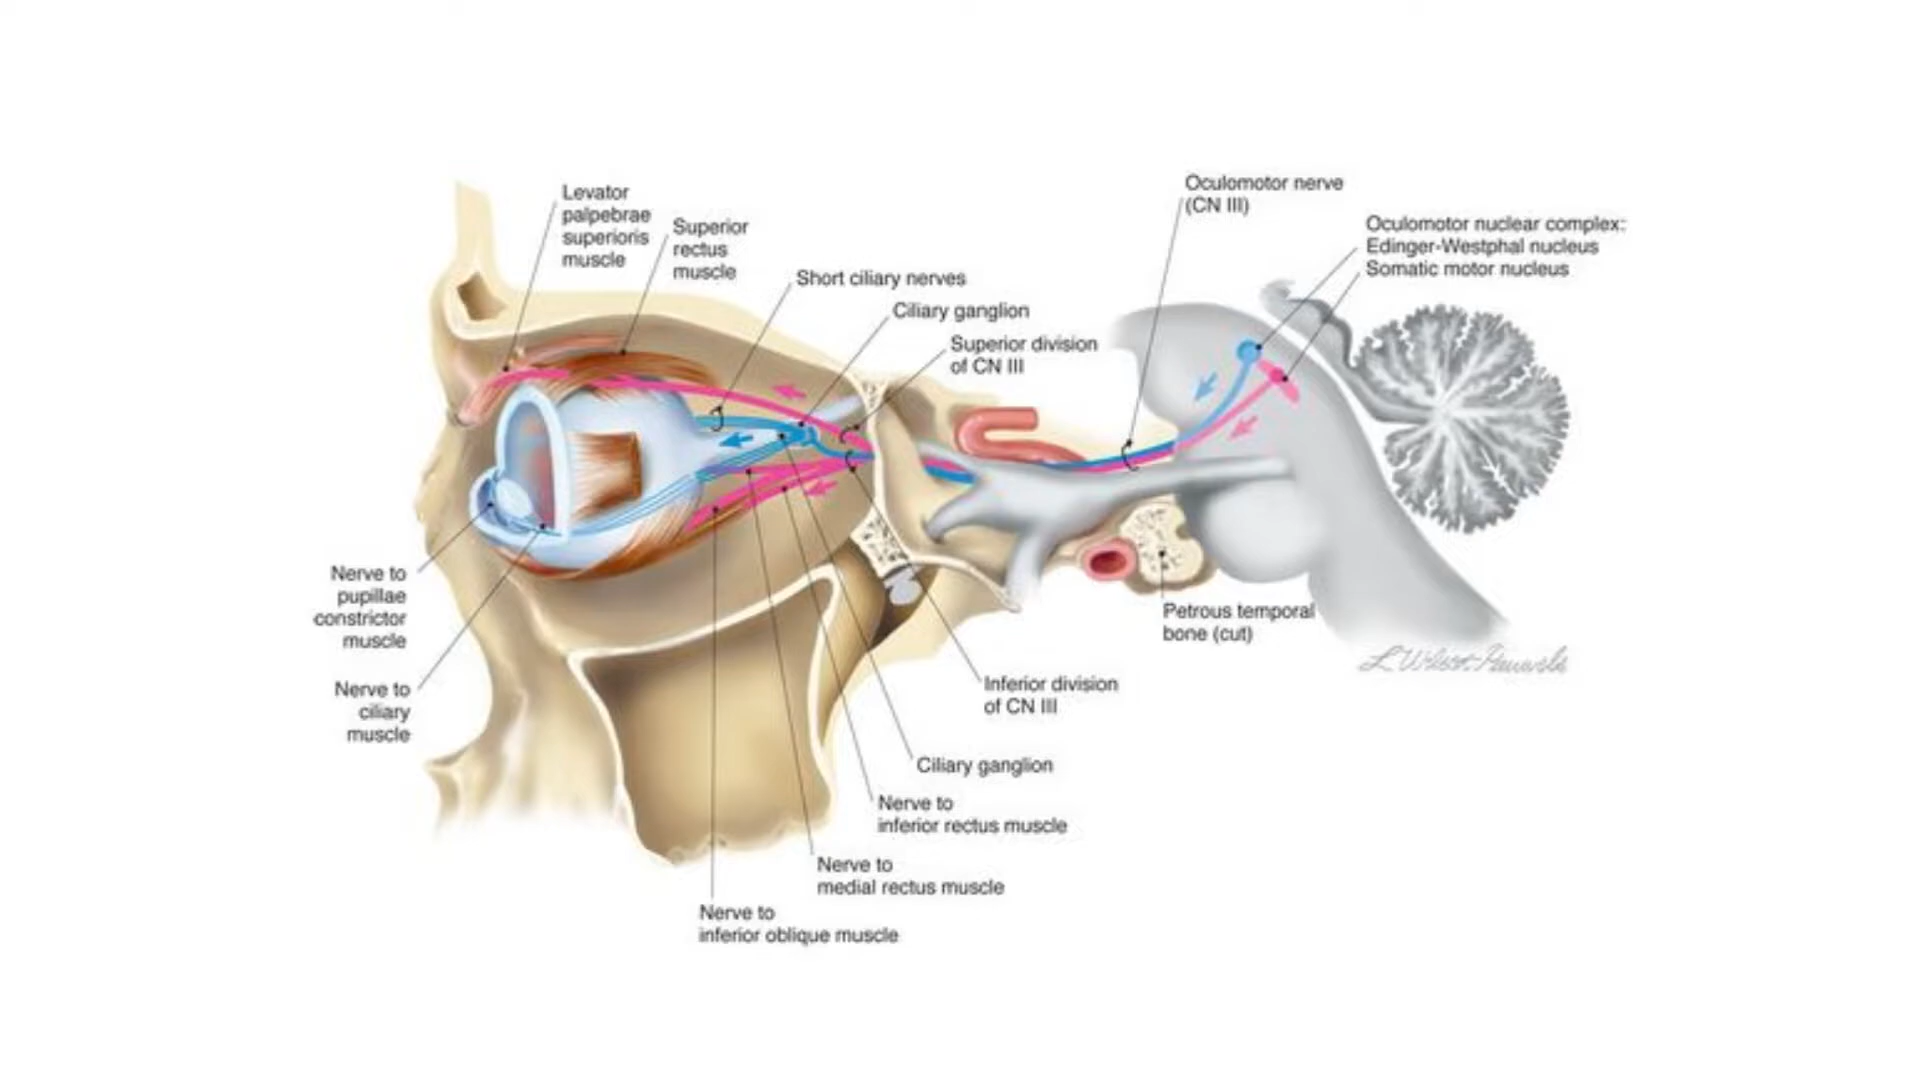 Levator
palpebrae
superioris
muscle
Superior
rectus
muscle
Short ciliary nerves
Ciliary ganglion
Superior division
of CN III
Oculomotor nerve
(CN III)
Oculomotor nuclear complex:
Edinger-Westphal nucleus
Somatic motor nucleus
Nerve to
pupillae
constrictor
muscle
Nerve to
ciliary
muscle
Petrous temporal
bone (cut)
Inferior division
of CN III
Ciliary ganglion
Nerve to
inferior rectus muscle
Nerve to
medial rectus muscle
Nerve to
inferior oblique muscle